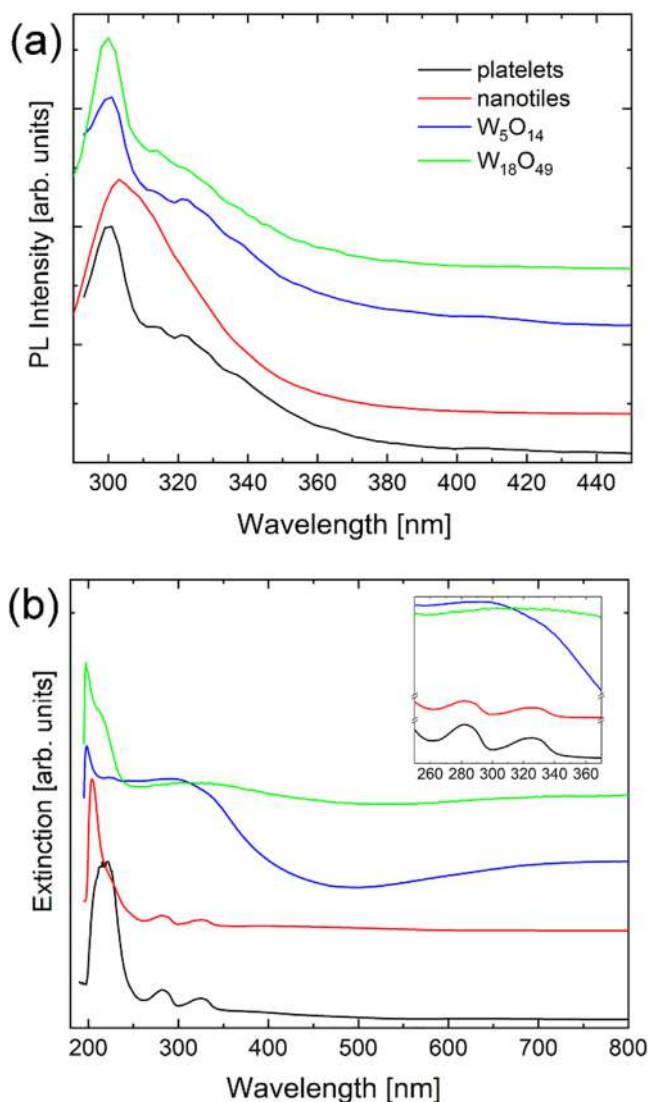 (a)
platelets
nanotiles
W₅O₁₄
W₁₈O₄₉
PL Intensity [arb. units]
300 320 340 360 380 400 420 440
Wavelength [nm]
(b)
260 280 300 320 340 360
Extinction [arb. units]
200 300 400 500 600 700 800
Wavelength [nm]